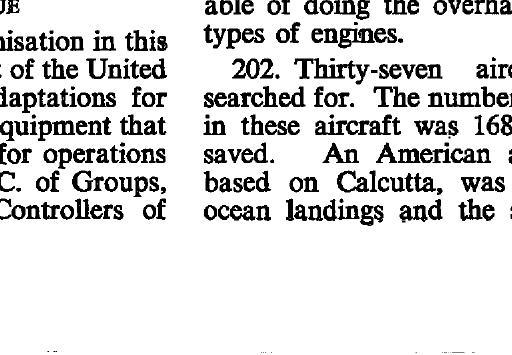 UE
nisation in this
of the United
daptations for
quipment that
for operations
C. of Groups,
Controllers of
able of doing the overha
types of engines.
202. Thirty-seven airc
searched for. The number
in these aircraft was 168
saved. An American a
based on Calcutta, was
ocean landings and the